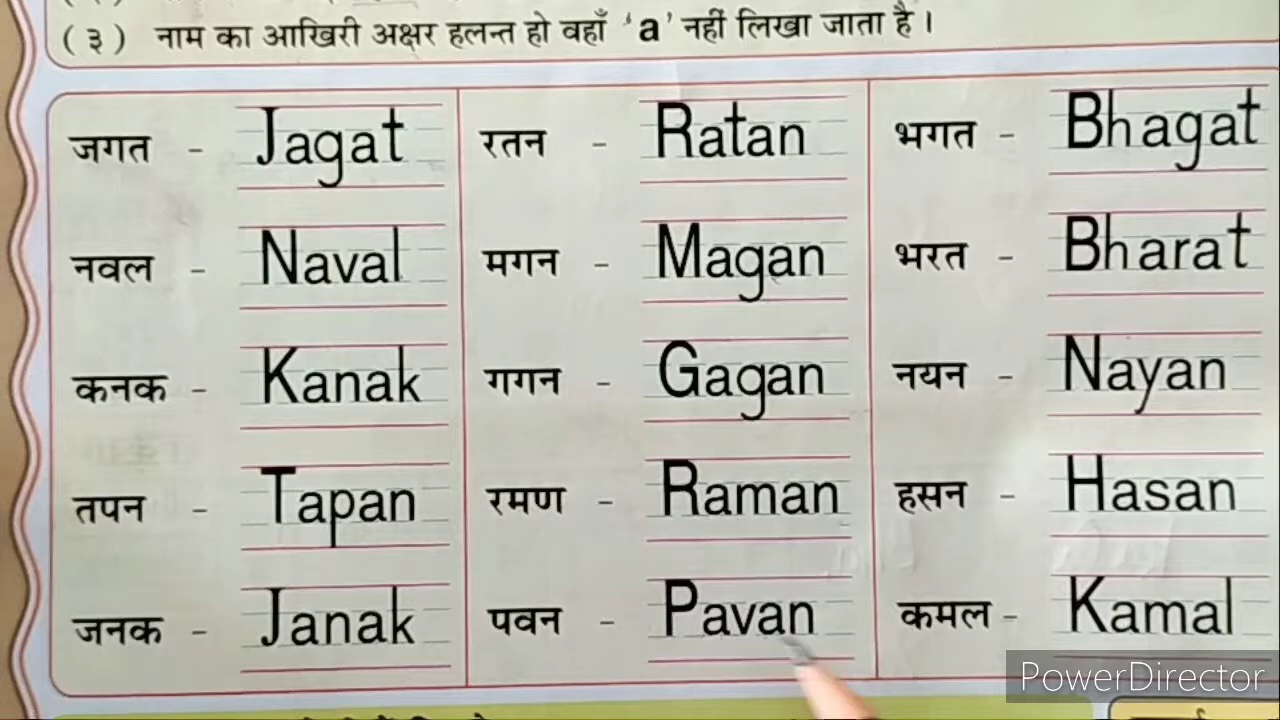 ( ३ ) नाम का आखिरी अक्षर हलन्त हो वहाँ 'a' नहीं लिखा जाता है ।
जगत - Jagat रतन - Ratan भगत - Bhagat
नवल - Naval मगन - Magan भरत - Bharat
कनक - Kanak गगन - Gagan नयन - Nayan
तपन - Tapan रमण - Raman हसन - Hasan
जनक - Janak पवन - Pavan कमल - Kamal
PowerDirector